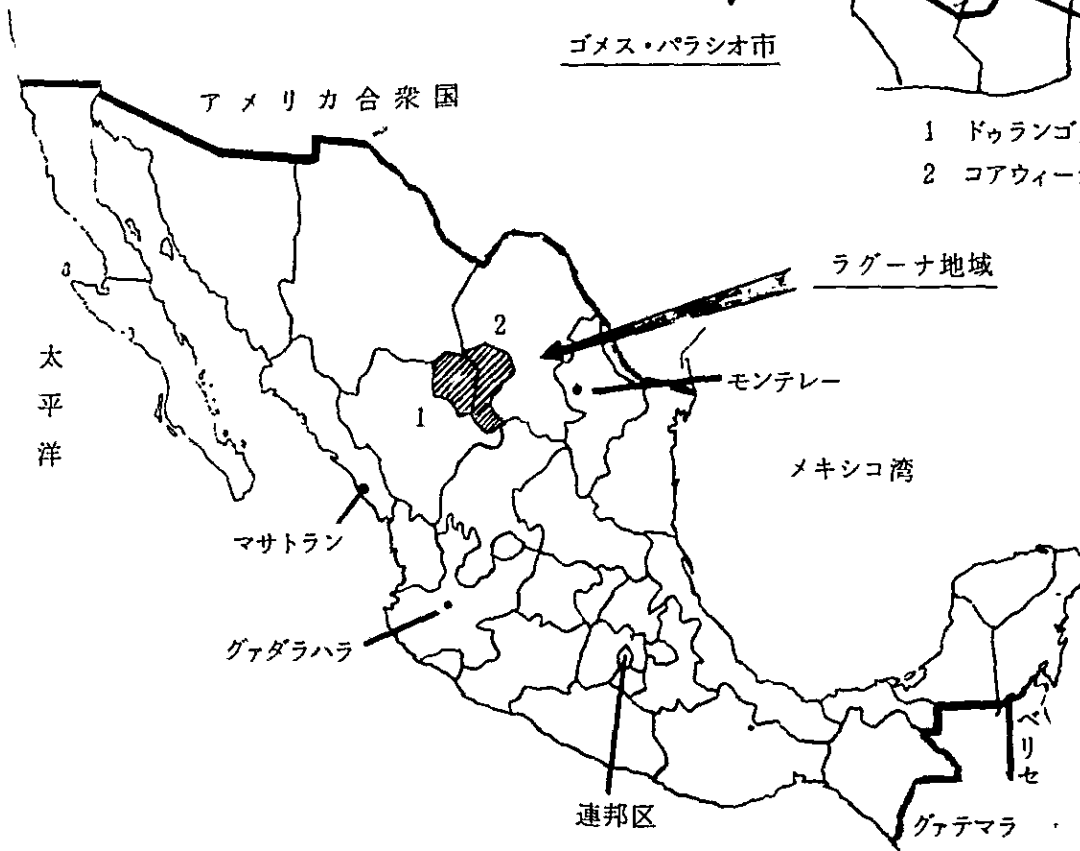 ゴメス・パラシオ市
アメリカ合衆国
1 ドゥランゴ
2 コアウィー
ラグーナ地域
2
1
太平洋
モンテレー
メキシコ湾
マサトラン
グァダラハラ
ベリセ
連邦区
グァテマラ